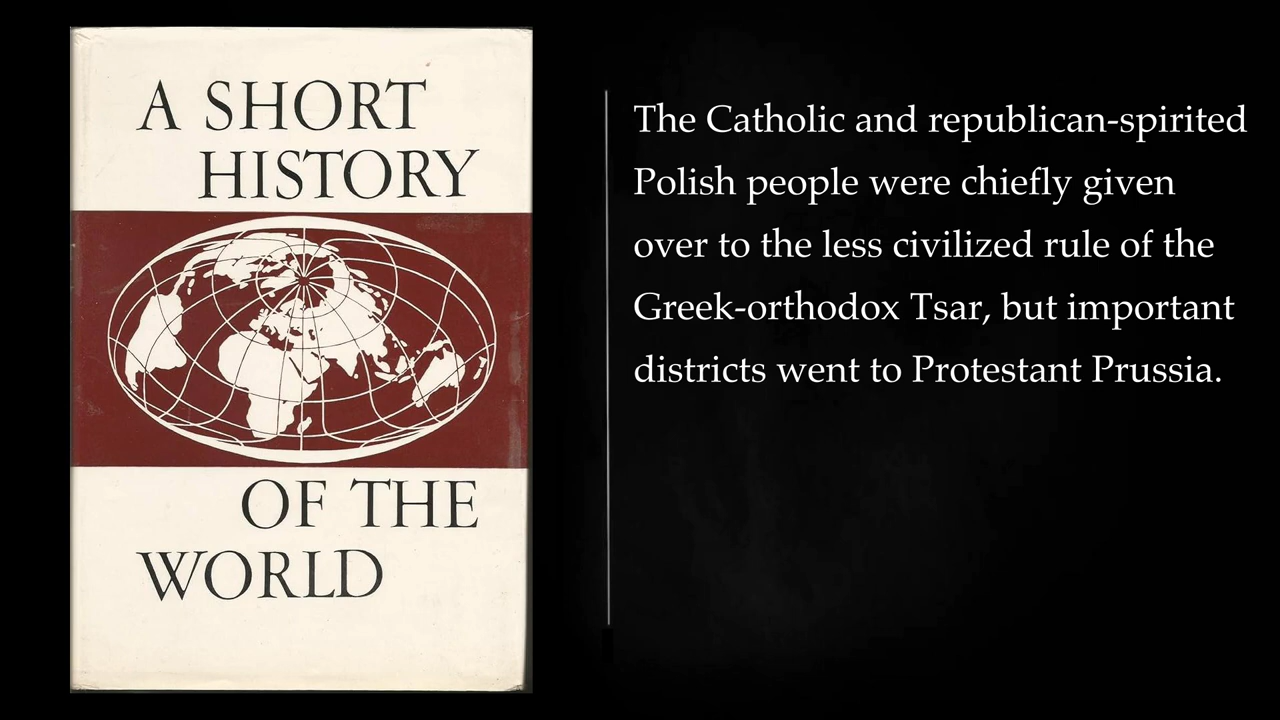 A SHORT
HISTORY
OF THE
WORLD
The Catholic and republican-spirited
Polish people were chiefly given
over to the less civilized rule of the
Greek-orthodox Tsar, but important
districts went to Protestant Prussia.